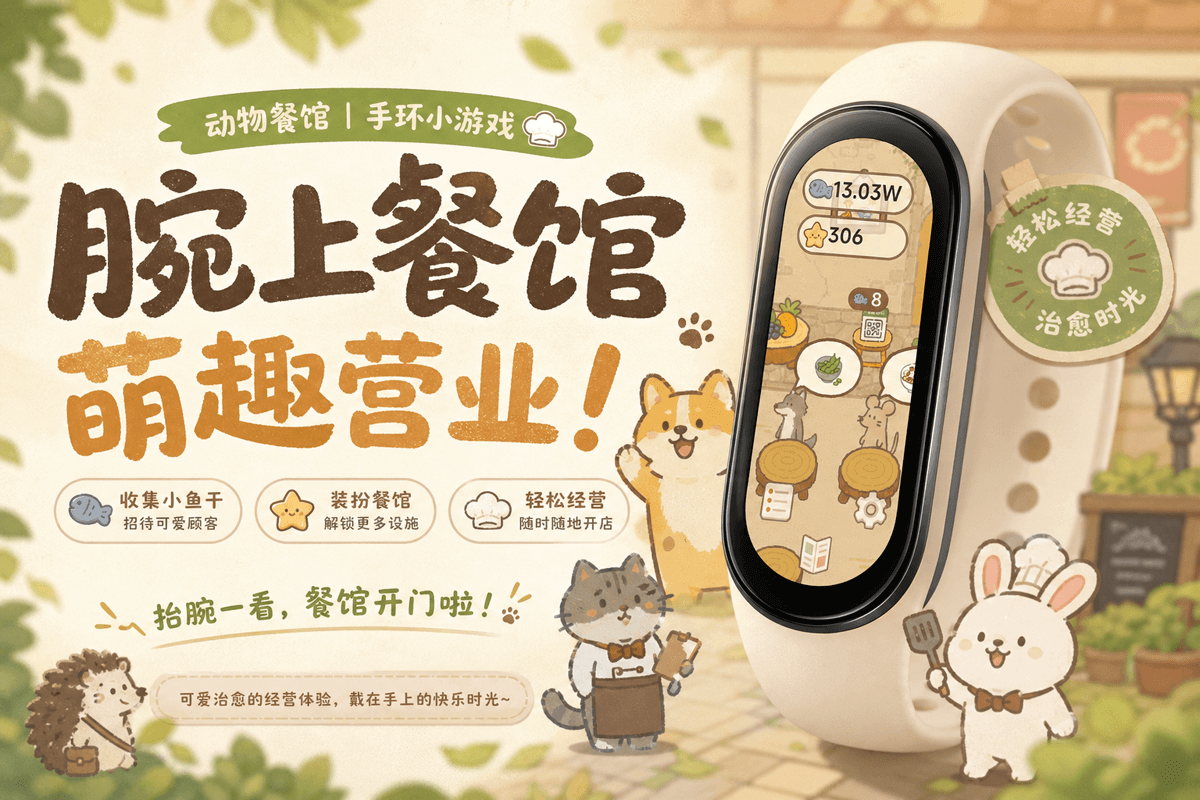 动物餐馆 | 手环小游戏
腕上餐馆
萌趣营业!
收集小鱼干
招待可爱顾客
装扮餐馆
解锁更多设施
轻松经营
随时随地开店
抬腕一看，餐馆开门啦!
可爱治愈的经营体验，戴在手上的快乐时光~
13.03W
306
8
轻松经营
治愈时光